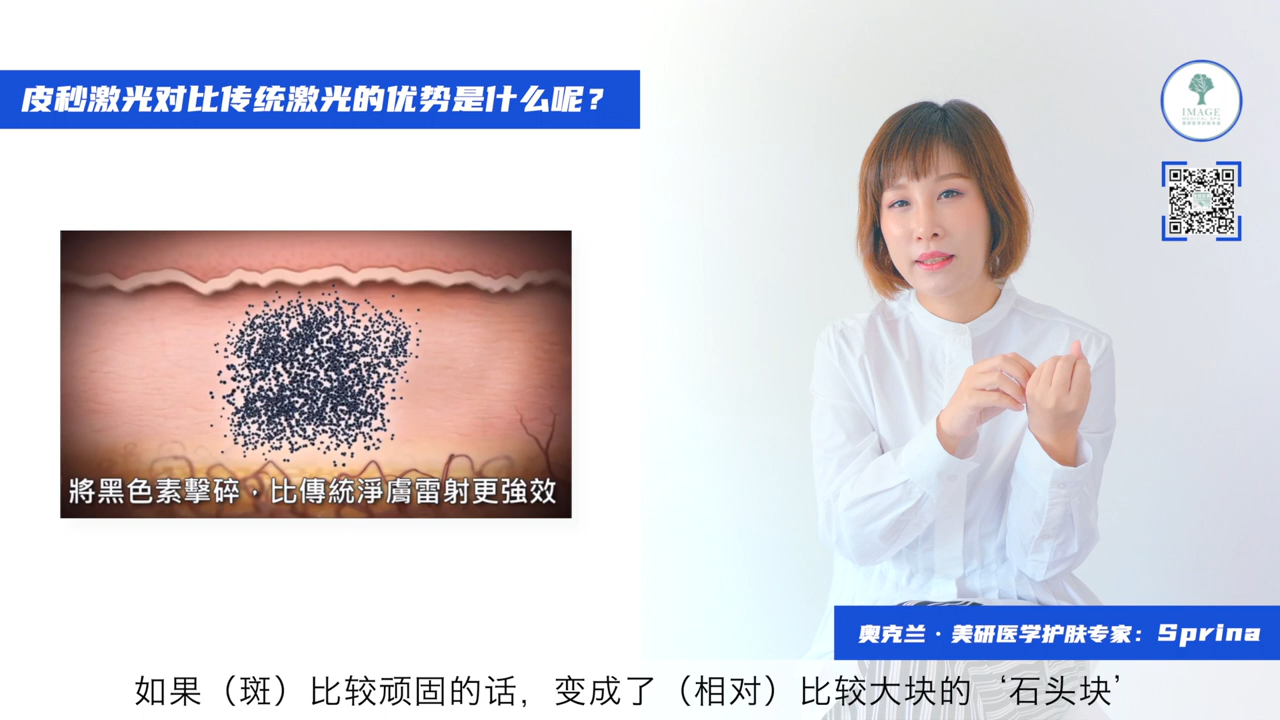 皮秒激光对比传统激光的优势是什么呢？
IMAGE
MEDICAL SPA
將黑色素擊碎，比傳統淨膚雷射更強效
奥克兰·美研医学护肤专家：Sprina
如果（斑）比较顽固的话，变成了（相对）比较大块的‘石头块’